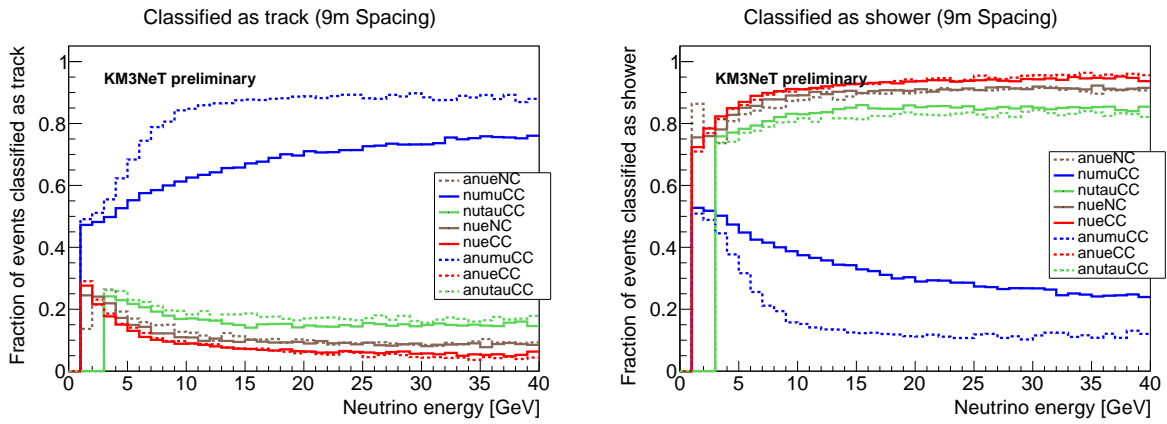 Classified as track (9m Spacing)
Fraction of events classified as track
1
0.8
0.6
0.4
0.2
0
KM3NeT preliminary
anueNC
numuCC
nutauCC
nueNC
nueCC
anumuCC
anueCC
anutauCC
0 5 10 15 20 25 30 35 40
Neutrino energy [GeV]
Classified as shower (9m Spacing)
Fraction of events classified as shower
1
0.8
0.6
0.4
0.2
0
KM3NeT preliminary
anueNC
numuCC
nutauCC
nueNC
nueCC
anumuCC
anueCC
anutauCC
0 5 10 15 20 25 30 35 40
Neutrino energy [GeV]